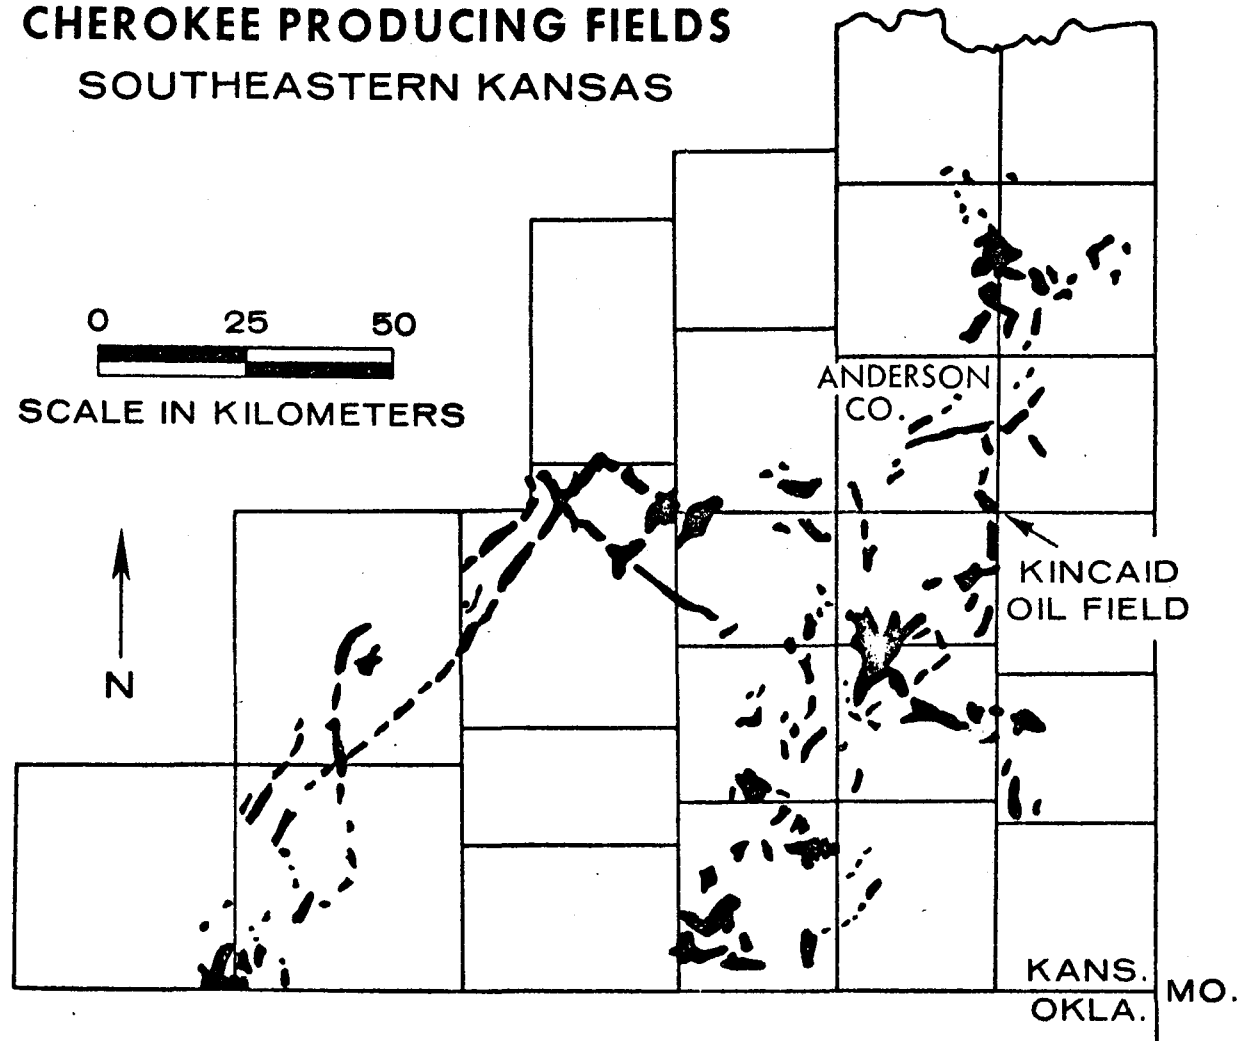 CHEROKEE PRODUCING FIELDS
SOUTHEASTERN KANSAS
0 25 50
SCALE IN KILOMETERS
ANDERSON
CO.
N
KINCAID
OIL FIELD
KANS.
MO.
OKLA.